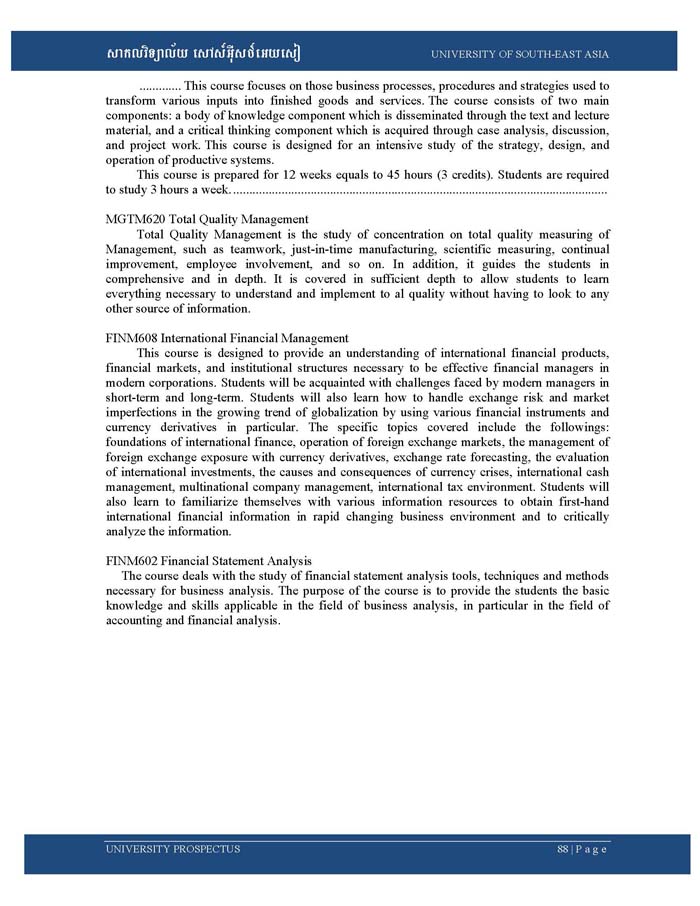 សាកលវិទ្យាល័យ សៅស៍អ៊ីសថ៍អេយសៀ UNIVERSITY OF SOUTH-EAST ASIA
............. This course focuses on those business processes, procedures and strategies used to
transform various inputs into finished goods and services. The course consists of two main
components: a body of knowledge component which is disseminated through the text and lecture
material, and a critical thinking component which is acquired through case analysis, discussion,
and project work. This course is designed for an intensive study of the strategy, design, and
operation of productive systems.
This course is prepared for 12 weeks equals to 45 hours (3 credits). Students are required
to study 3 hours a week.....................................................................................................................
MGTM620 Total Quality Management
Total Quality Management is the study of concentration on total quality measuring of
Management, such as teamwork, just-in-time manufacturing, scientific measuring, continual
improvement, employee involvement, and so on. In addition, it guides the students in
comprehensive and in depth. It is covered in sufficient depth to allow students to learn
everything necessary to understand and implement to al quality without having to look to any
other source of information.
FINM608 International Financial Management
This course is designed to provide an understanding of international financial products,
financial markets, and institutional structures necessary to be effective financial managers in
modern corporations. Students will be acquainted with challenges faced by modern managers in
short-term and long-term. Students will also learn how to handle exchange risk and market
imperfections in the growing trend of globalization by using various financial instruments and
currency derivatives in particular. The specific topics covered include the followings:
foundations of international finance, operation of foreign exchange markets, the management of
foreign exchange exposure with currency derivatives, exchange rate forecasting, the evaluation
of international investments, the causes and consequences of currency crises, international cash
management, multinational company management, international tax environment. Students will
also learn to familiarize themselves with various information resources to obtain first-hand
international financial information in rapid changing business environment and to critically
analyze the information.
FINM602 Financial Statement Analysis
The course deals with the study of financial statement analysis tools, techniques and methods
necessary for business analysis. The purpose of the course is to provide the students the basic
knowledge and skills applicable in the field of business analysis, in particular in the field of
accounting and financial analysis.
UNIVERSITY PROSPECTUS 88 | P a g e